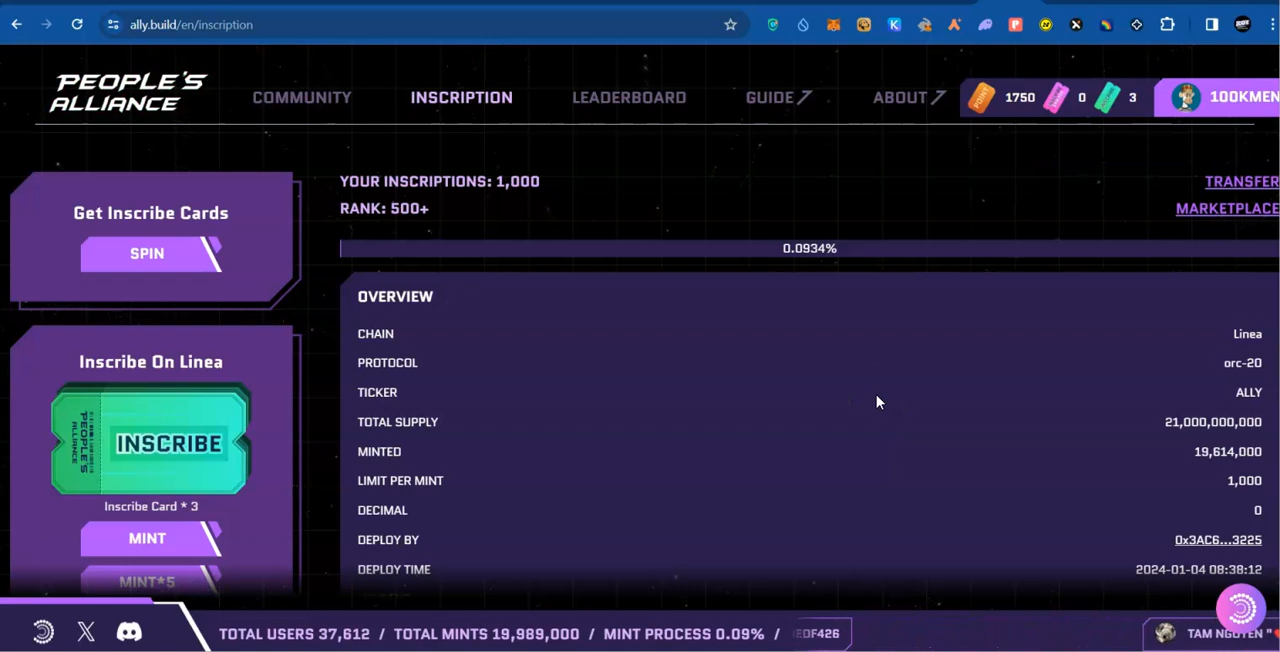 ally.build/en/inscription
PEOPLE'S
ALLIANCE
COMMUNITY
INSCRIPTION
LEADERBOARD
GUIDE
ABOUT
1750
0
3
100KMEN
Get Inscribe Cards
SPIN
YOUR INSCRIPTIONS: 1,000
RANK: 500+
TRANSFER
MARKETPLACE
0.0934%
Inscribe On Linea
PEOPLE'S
ALLIANCE
INSCRIBE
Inscribe Card * 3
MINT
MINT*5
OVERVIEW
CHAIN Linea
PROTOCOL orc-20
TICKER ALLY
TOTAL SUPPLY 21,000,000,000
MINTED 19,614,000
LIMIT PER MINT 1,000
DECIMAL 0
DEPLOY BY 0x3AC6...3225
DEPLOY TIME 2024-01-04 08:38:12
TOTAL USERS 37,612 / TOTAL MINTS 19,989,000 / MINT PROCESS 0.09% /
TAM NGUYEN "